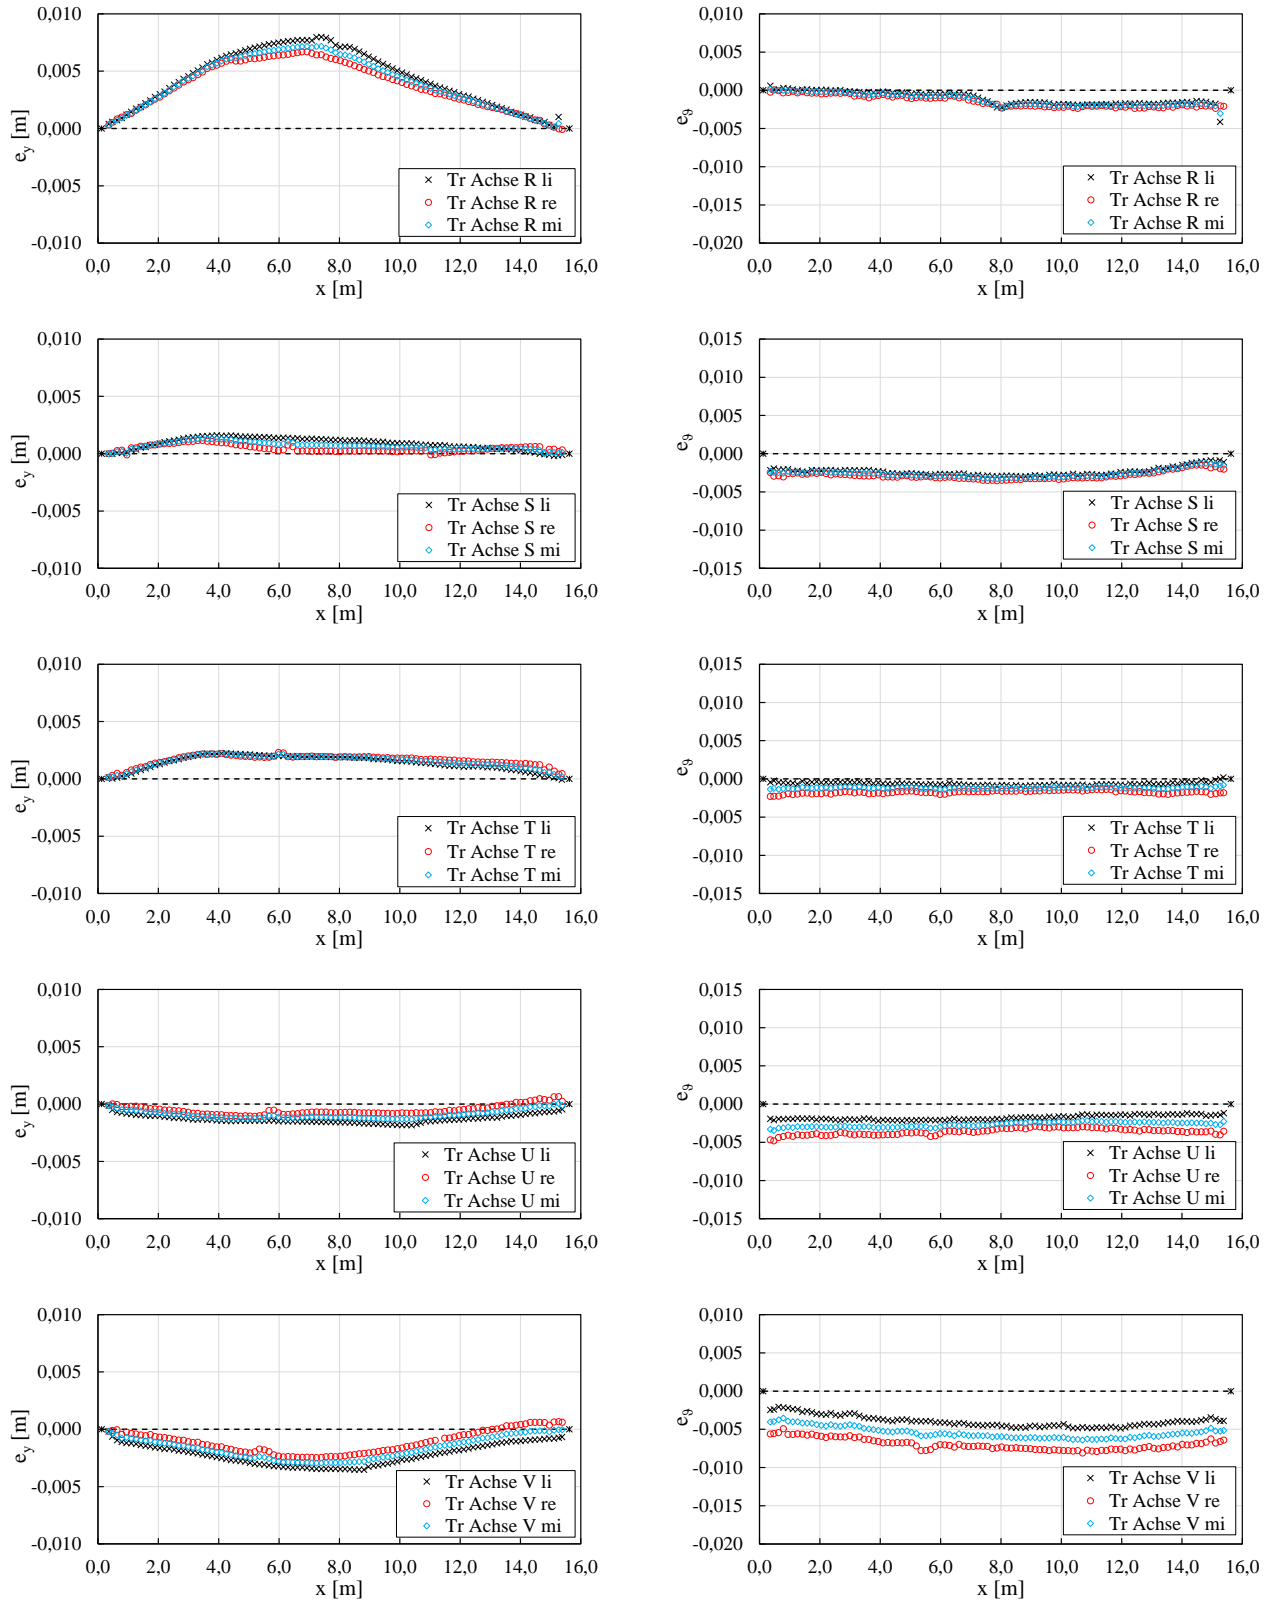 0,010
0,005
0,000
-0,005
-0,010
e_y [m]
Tr Achse R li
Tr Achse R re
Tr Achse R mi
0,0 2,0 4,0 6,0 8,0 10,0 12,0 14,0 16,0
x [m]
0,010
0,005
0,000
-0,005
-0,010
-0,015
-0,020
e_ϑ
Tr Achse R li
Tr Achse R re
Tr Achse R mi
0,0 2,0 4,0 6,0 8,0 10,0 12,0 14,0 16,0
x [m]
0,010
0,005
0,000
-0,005
-0,010
e_y [m]
Tr Achse S li
Tr Achse S re
Tr Achse S mi
0,0 2,0 4,0 6,0 8,0 10,0 12,0 14,0 16,0
x [m]
0,015
0,010
0,005
0,000
-0,005
-0,010
-0,015
e_ϑ
Tr Achse S li
Tr Achse S re
Tr Achse S mi
0,0 2,0 4,0 6,0 8,0 10,0 12,0 14,0 16,0
x [m]
0,010
0,005
0,000
-0,005
-0,010
e_y [m]
Tr Achse T li
Tr Achse T re
Tr Achse T mi
0,0 2,0 4,0 6,0 8,0 10,0 12,0 14,0 16,0
x [m]
0,015
0,010
0,005
0,000
-0,005
-0,010
-0,015
e_ϑ
Tr Achse T li
Tr Achse T re
Tr Achse T mi
0,0 2,0 4,0 6,0 8,0 10,0 12,0 14,0 16,0
x [m]
0,010
0,005
0,000
-0,005
-0,010
e_y [m]
Tr Achse U li
Tr Achse U re
Tr Achse U mi
0,0 2,0 4,0 6,0 8,0 10,0 12,0 14,0 16,0
x [m]
0,015
0,010
0,005
0,000
-0,005
-0,010
-0,015
e_ϑ
Tr Achse U li
Tr Achse U re
Tr Achse U mi
0,0 2,0 4,0 6,0 8,0 10,0 12,0 14,0 16,0
x [m]
0,010
0,005
0,000
-0,005
-0,010
e_y [m]
Tr Achse V li
Tr Achse V re
Tr Achse V mi
0,0 2,0 4,0 6,0 8,0 10,0 12,0 14,0 16,0
x [m]
0,010
0,005
0,000
-0,005
-0,010
-0,015
-0,020
e_ϑ
Tr Achse V li
Tr Achse V re
Tr Achse V mi
0,0 2,0 4,0 6,0 8,0 10,0 12,0 14,0 16,0
x [m]